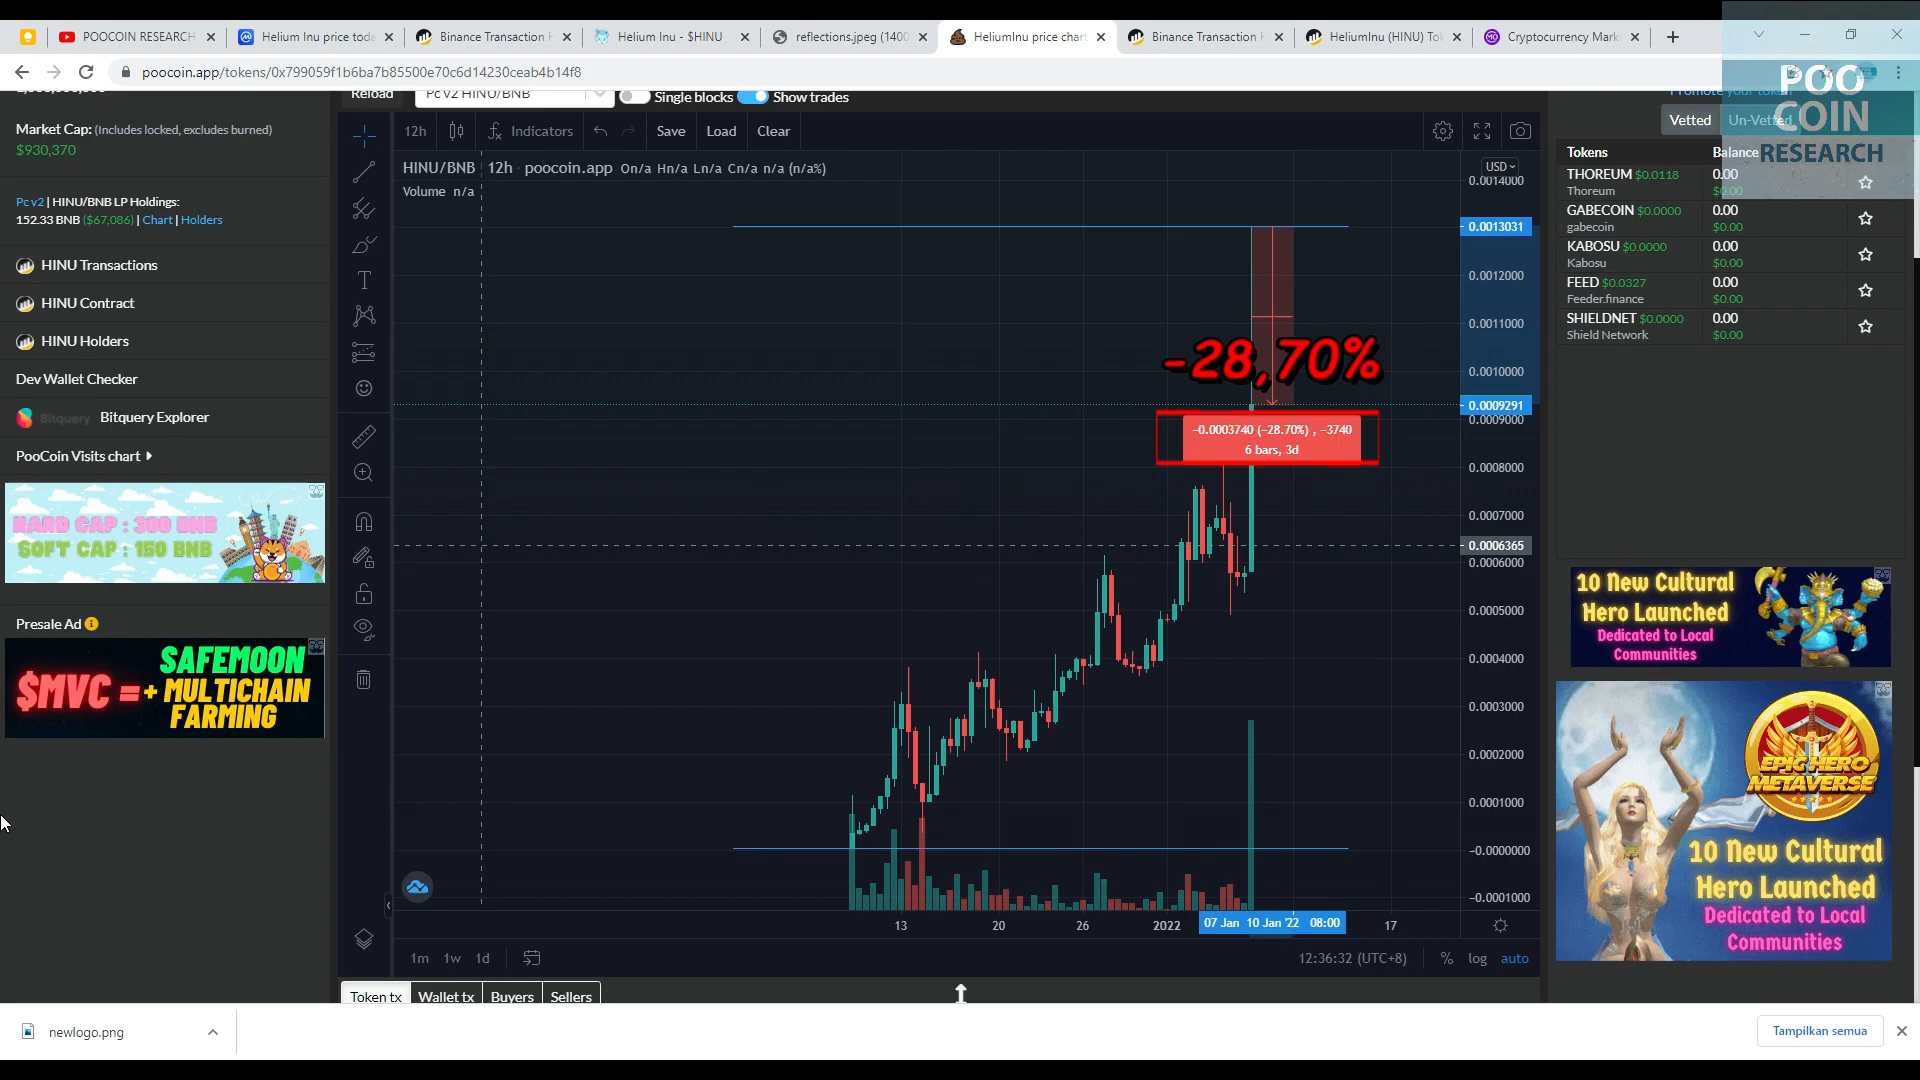 POOCOIN RESEARCH
Helium Inu price toda
Binance Transaction H
Helium Inu - $HINU
reflections.jpeg (1400
HeliumInu price chart
Binance Transaction H
HeliumInu (HINU) Tok
Cryptocurrency Marke
poocoin.app/tokens/0x799059f1b6ba7b85500e70c6d14230ceab4b14f8
POO
COIN
RESEARCH
Market Cap: (Includes locked, excludes burned)
$930,370
Pc v2 | HINU/BNB LP Holdings:
152.33 BNB ($67,086) | Chart | Holders
HINU Transactions
HINU Contract
HINU Holders
Dev Wallet Checker
Bitquery Bitquery Explorer
PooCoin Visits chart
HARD CAP : 300 BNB
SOFT CAP : 150 BNB
Presale Ad
$MVC = SAFEMOON
+ MULTICHAIN
FARMING
Reload
Pc v2 HINU/BNB
Single blocks
Show trades
12h
Indicators
Save
Load
Clear
HINU/BNB 12h · poocoin.app On/a Hn/a Ln/a Cn/a n/a (n/a%)
Volume n/a
USD
0.0014000
0.0013031
0.0012000
0.0011000
0.0010000
0.0009291
0.0009000
0.0008000
0.0007000
0.0006365
0.0006000
0.0005000
0.0004000
0.0003000
0.0002000
0.0001000
-0.0000000
-0.0001000
-28,70%
-0.0003740 (-28.70%) , -3740
6 bars, 3d
13
20
26
2022
07 Jan
10 Jan '22 08:00
17
1m 1w 1d
12:36:32 (UTC+8)
% log auto
Token tx
Wallet tx
Buyers
Sellers
Promote your token
Vetted
Un-Vetted
Tokens Balance
THOREUM $0.0118 0.00
Thoreum $0.00
GABECOIN $0.0000 0.00
gabecoin $0.00
KABOSU $0.0000 0.00
Kabosu $0.00
FEED $0.0327 0.00
Feeder.finance $0.00
SHIELDNET $0.0000 0.00
Shield Network $0.00
10 New Cultural
Hero Launched
Dedicated to Local
Communities
EPIC HERO
METAVERSE
10 New Cultural
Hero Launched
Dedicated to Local
Communities
newlogo.png
Tampilkan semua